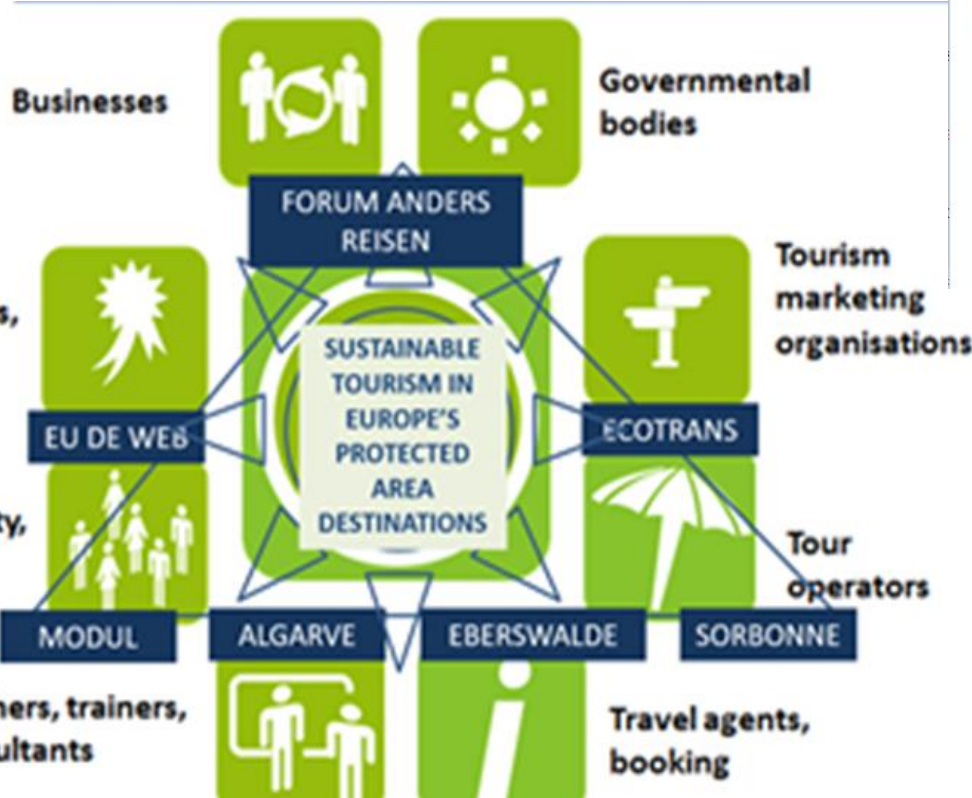 Businesses
Governmental
bodies
FORUM ANDERS
REISEN
Tourism
marketing
organisations
SUSTAINABLE
TOURISM IN
EUROPE'S
PROTECTED
AREA
DESTINATIONS
EU DE WEB
ECOTRANS
Tour
operators
MODUL
ALGARVE
EBERSWALDE
SORBONNE
trainers,
Travel agents,
booking